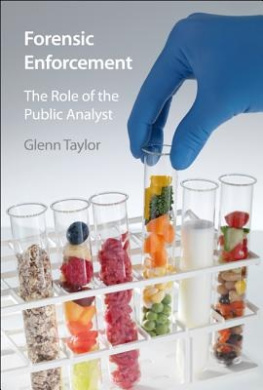 Forensic
Enforcement
The Role of the
Public Analyst
Glenn Taylor